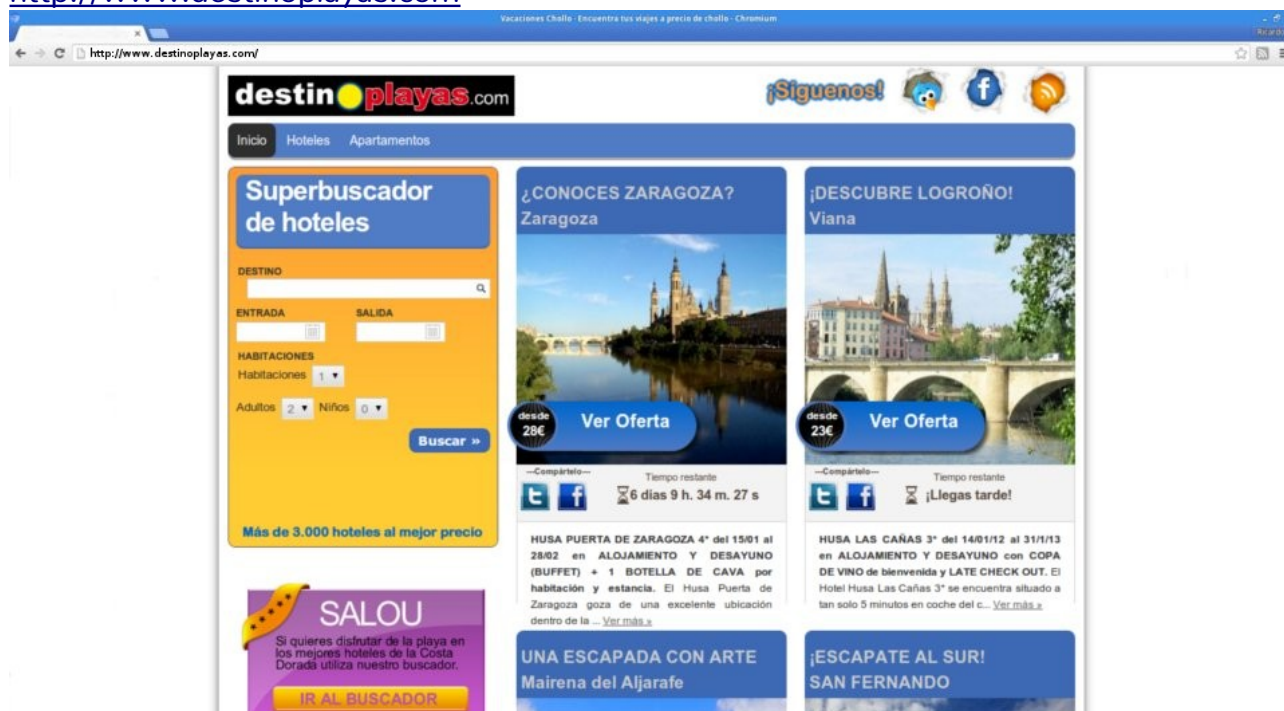 http://www.destinoplayas.com
Vacaciones Chollo - Encuentra tus viajes a precio de chollo - Chromium
Ricardo
http://www.destinoplayas.com/
destinoplayas.com
¡Síguenos!
Inicio Hoteles Apartamentos
Superbuscador
de hoteles
DESTINO
ENTRADA SALIDA
HABITACIONES
Habitaciones 1
Adultos 2 Niños 0
Buscar »
Más de 3.000 hoteles al mejor precio
SALOU
Si quieres disfrutar de la playa en
los mejores hoteles de la Costa
Dorada utiliza nuestro buscador.
IR AL BUSCADOR
¿CONOCES ZARAGOZA?
Zaragoza
desde
28€
Ver Oferta
---Compártelo---
Tiempo restante
6 días 9 h. 34 m. 27 s
HUSA PUERTA DE ZARAGOZA 4* del 15/01 al
28/02 en ALOJAMIENTO Y DESAYUNO
(BUFFET) + 1 BOTELLA DE CAVA por
habitación y estancia. El Husa Puerta de
Zaragoza goza de una excelente ubicación
dentro de la ... Ver más »
UNA ESCAPADA CON ARTE
Mairena del Aljarafe
¡DESCUBRE LOGROÑO!
Viana
desde
23€
Ver Oferta
---Compártelo---
Tiempo restante
¡Llegas tarde!
HUSA LAS CAÑAS 3* del 14/01/12 al 31/1/13
en ALOJAMIENTO Y DESAYUNO con COPA
DE VINO de bienvenida y LATE CHECK OUT. El
Hotel Husa Las Cañas 3* se encuentra situado a
tan solo 5 minutos en coche del c... Ver más »
¡ESCAPATE AL SUR!
SAN FERNANDO